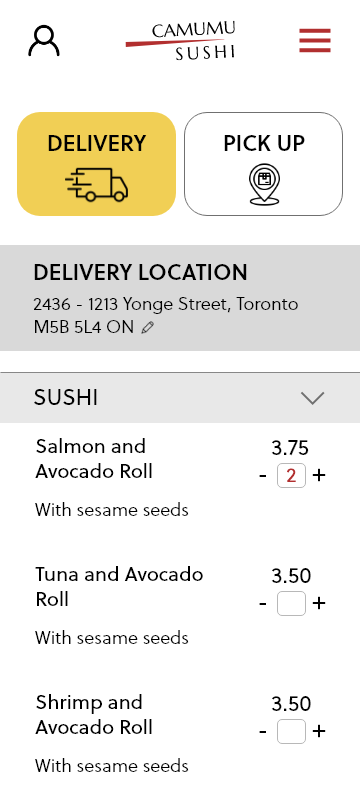 CAMUMU
SUSHI
DELIVERY
PICK UP
DELIVERY LOCATION
2436 - 1213 Yonge Street, Toronto
M5B 5L4 ON
SUSHI
Salmon and
Avocado Roll
3.75
- 2 +
With sesame seeds
Tuna and Avocado
Roll
3.50
- +
With sesame seeds
Shrimp and
Avocado Roll
3.50
- +
With sesame seeds